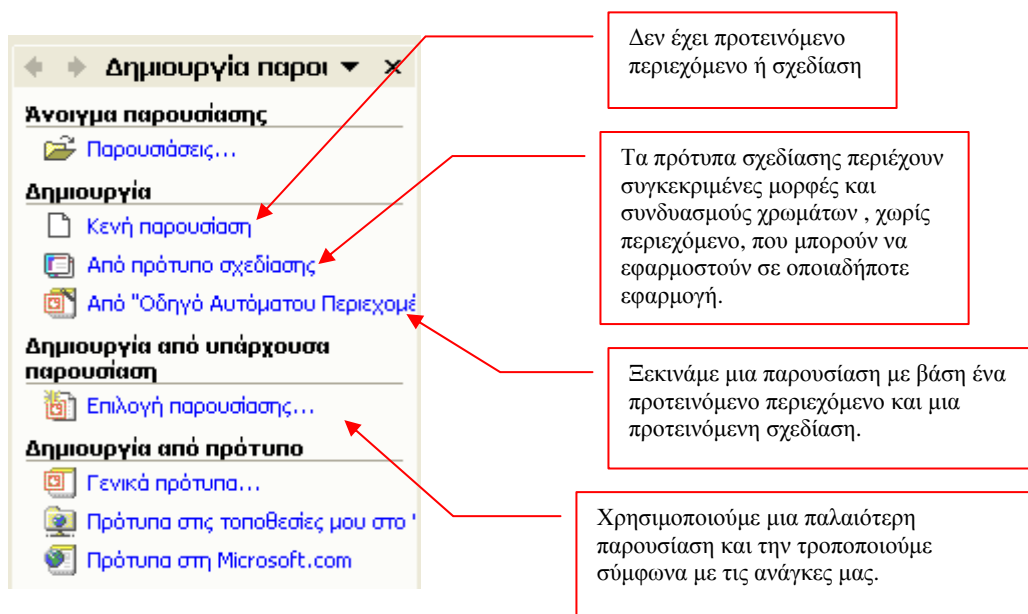 Δημιουργία παροι
Άνοιγμα παρουσίασης
Παρουσιάσεις...
Δημιουργία
Κενή παρουσίαση
Από πρότυπο σχεδίασης
Από "Οδηγό Αυτόματου Περιεχομέ
Δημιουργία από υπάρχουσα
παρουσίαση
Επιλογή παρουσίασης...
Δημιουργία από πρότυπο
Γενικά πρότυπα...
Πρότυπα στις τοποθεσίες μου στο '
Πρότυπα στη Microsoft.com
Δεν έχει προτεινόμενο
περιεχόμενο ή σχεδίαση
Τα πρότυπα σχεδίασης περιέχουν
συγκεκριμένες μορφές και
συνδυασμούς χρωμάτων , χωρίς
περιεχόμενο, που μπορούν να
εφαρμοστούν σε οποιαδήποτε
εφαρμογή.
Ξεκινάμε μια παρουσίαση με βάση ένα
προτεινόμενο περιεχόμενο και μια
προτεινόμενη σχεδίαση.
Χρησιμοποιούμε μια παλαιότερη
παρουσίαση και την τροποποιούμε
σύμφωνα με τις ανάγκες μας.